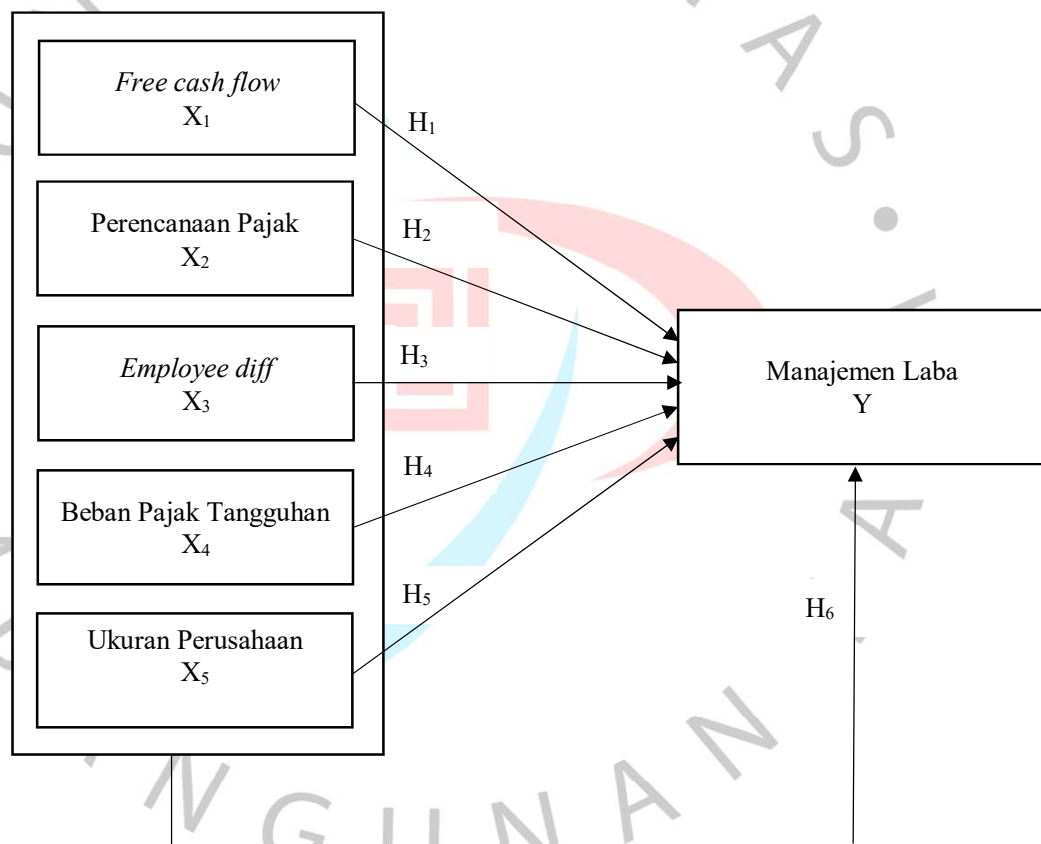 Free cash flow
X₁
H₁
Perencanaan Pajak
X₂
H₂
Employee diff
X₃
H₃
Manajemen Laba
Y
Beban Pajak Tangguhan
X₄
H₄
Ukuran Perusahaan
X₅
H₅
H₆
A S .
N G U N A N